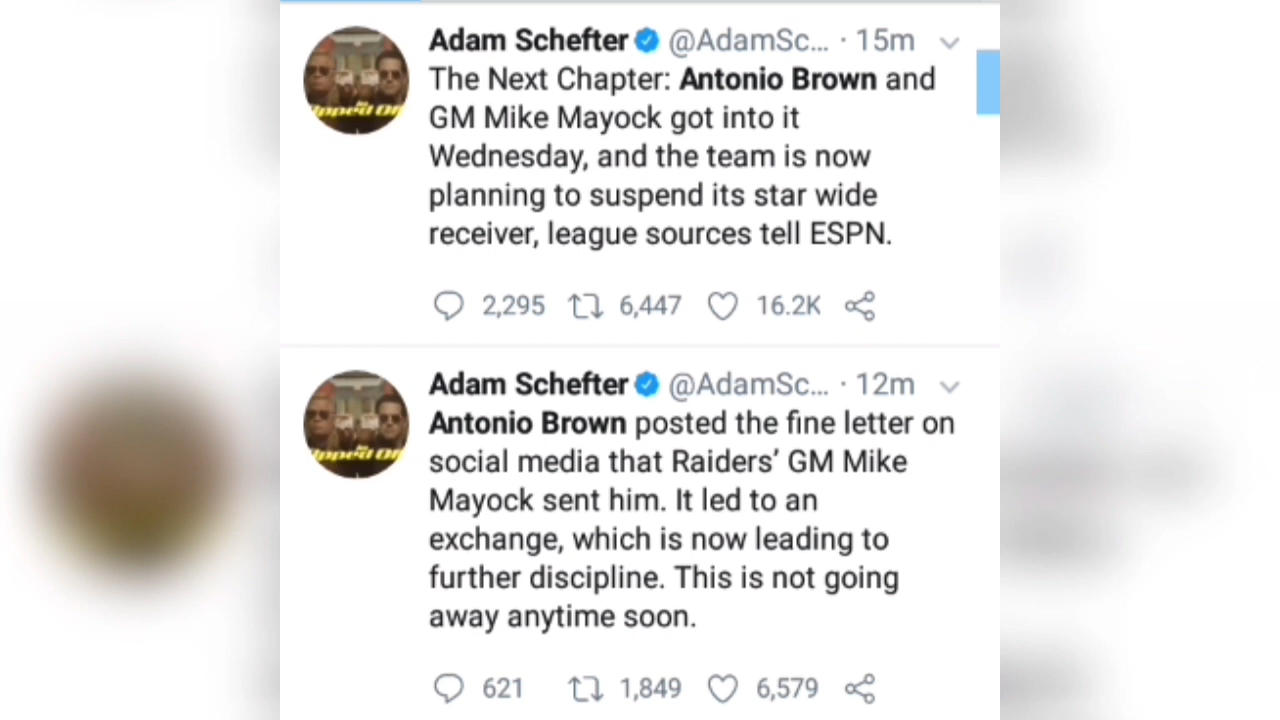 Adam Schefter @AdamSc... · 15m
The Next Chapter: Antonio Brown and
GM Mike Mayock got into it
Wednesday, and the team is now
planning to suspend its star wide
receiver, league sources tell ESPN.
2,295 6,447 16.2K
Adam Schefter @AdamSc... · 12m
Antonio Brown posted the fine letter on
social media that Raiders’ GM Mike
Mayock sent him. It led to an
exchange, which is now leading to
further discipline. This is not going
away anytime soon.
621 1,849 6,579